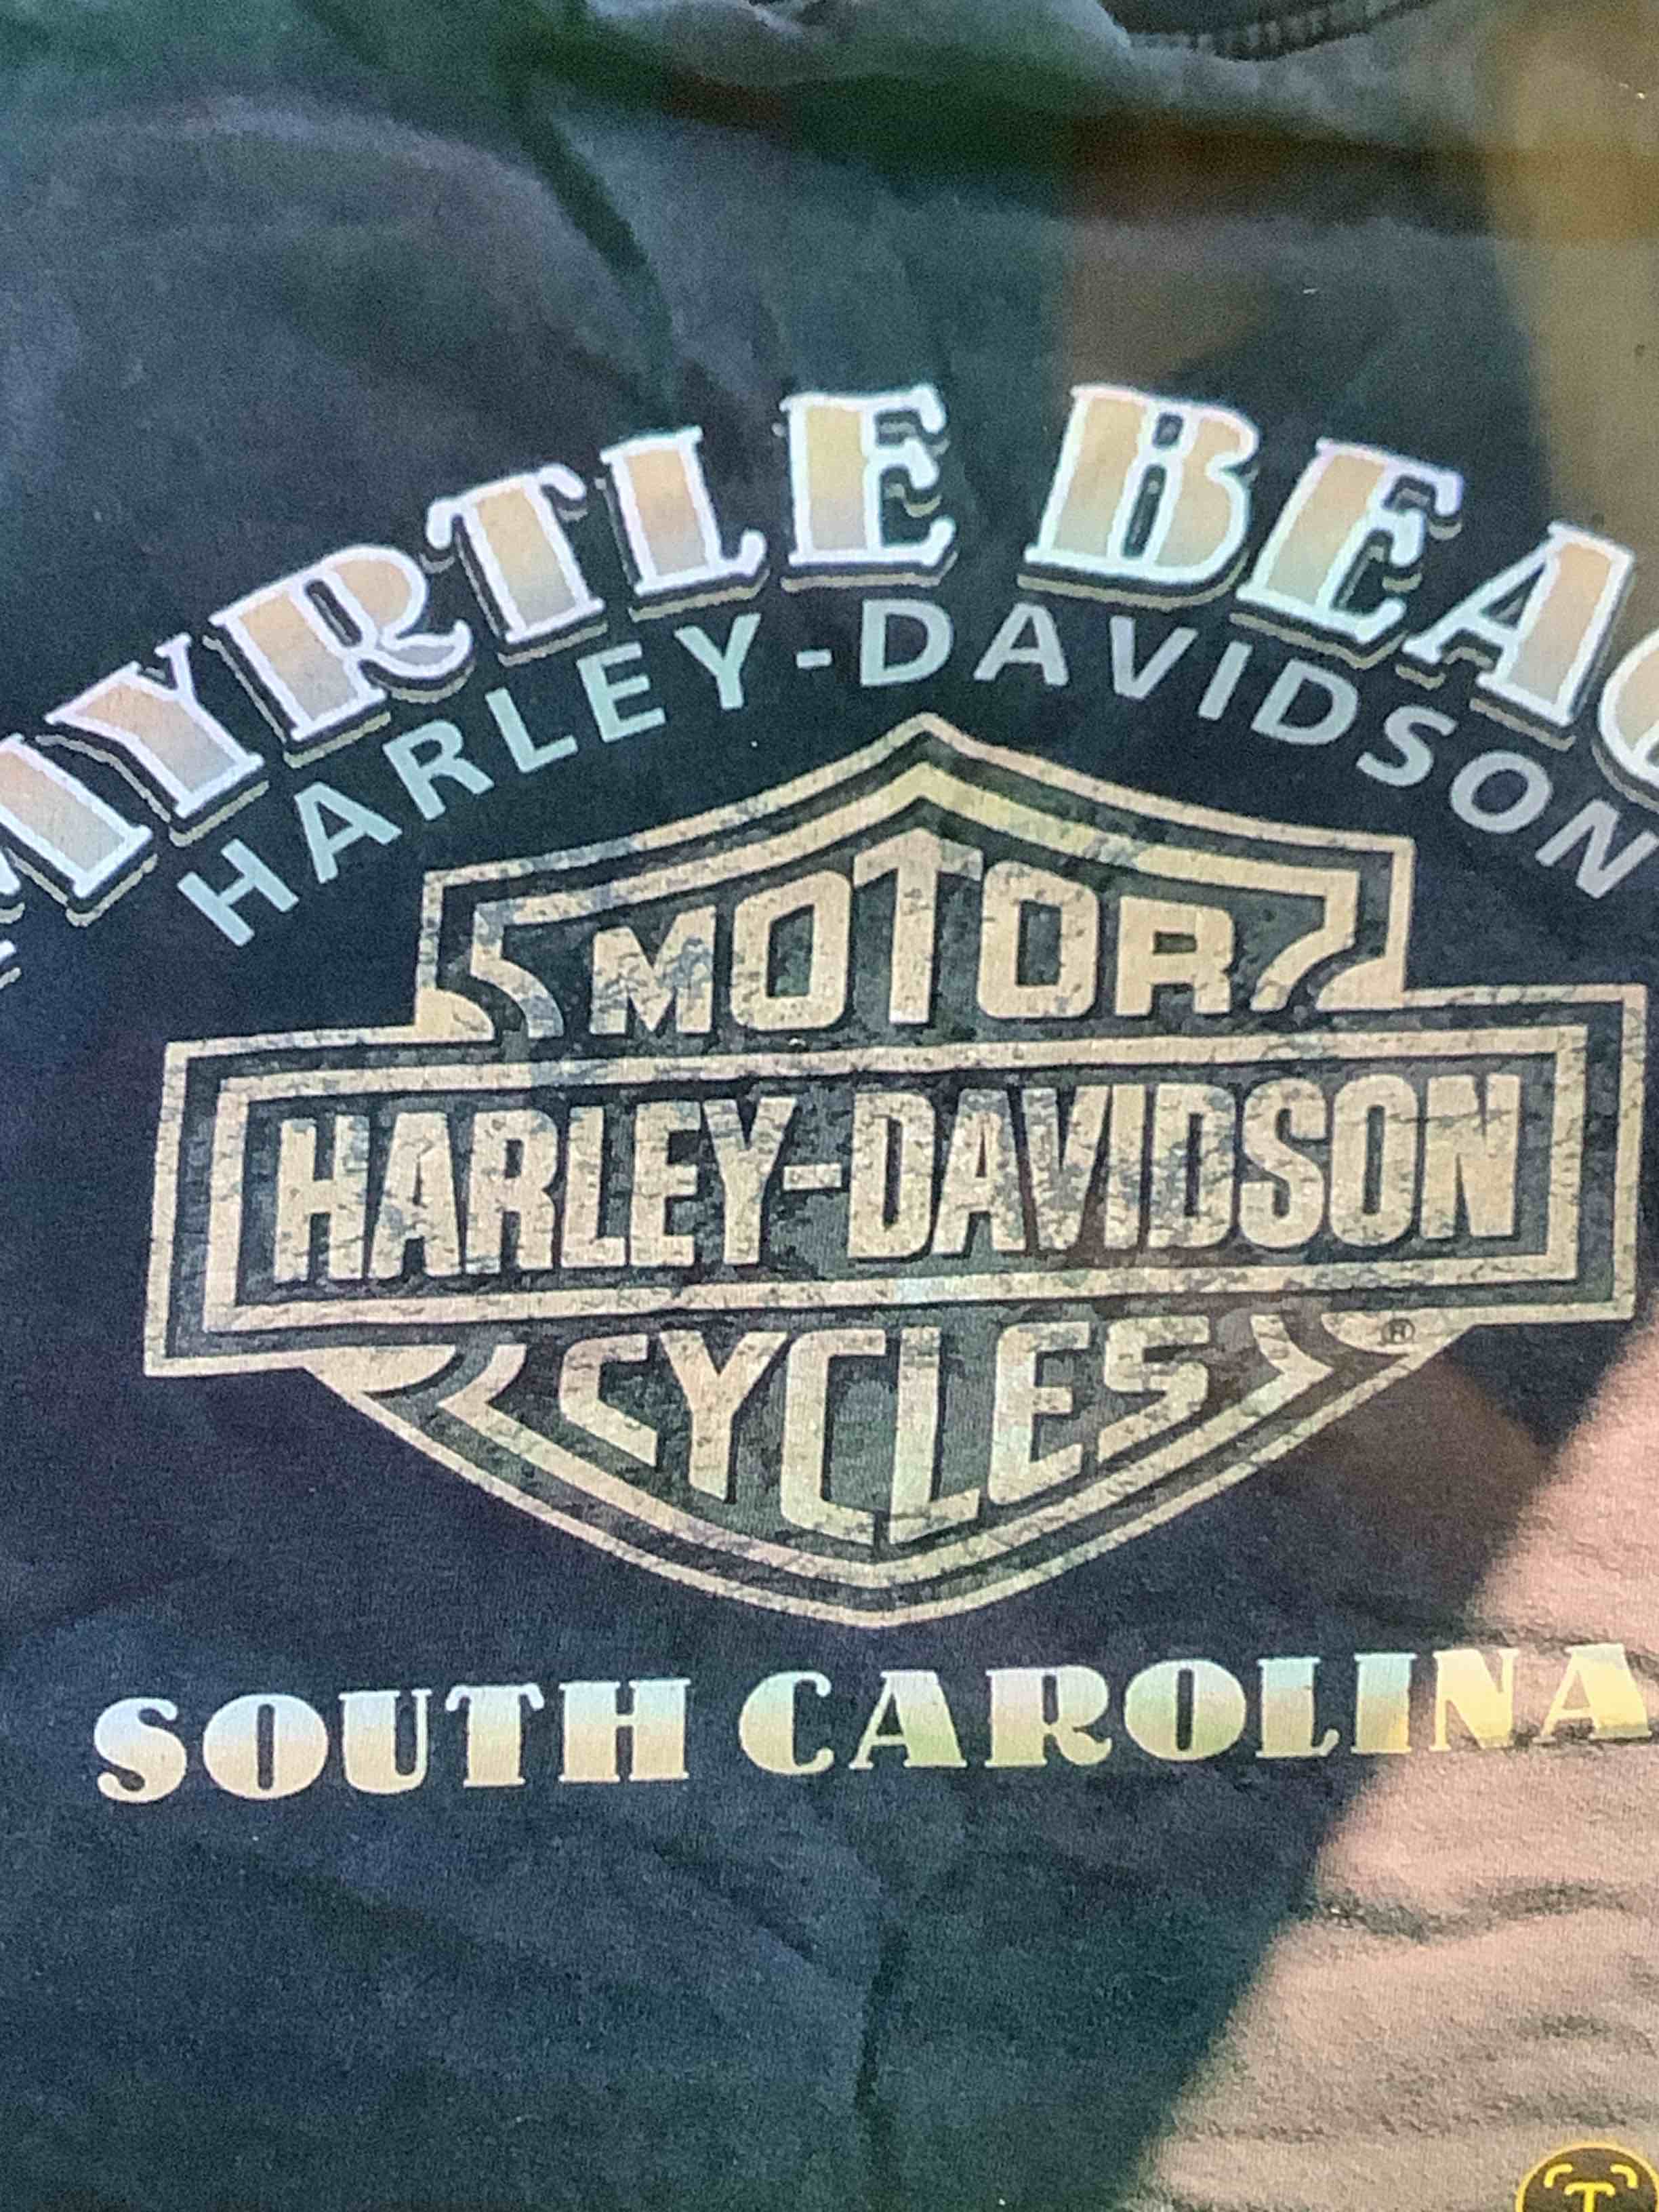 MYRTLE BEAC
HARLEY-DAVIDSON
MOTOR
HARLEY-DAVIDSON
CYCLES
®
SOUTH CAROLINA
T